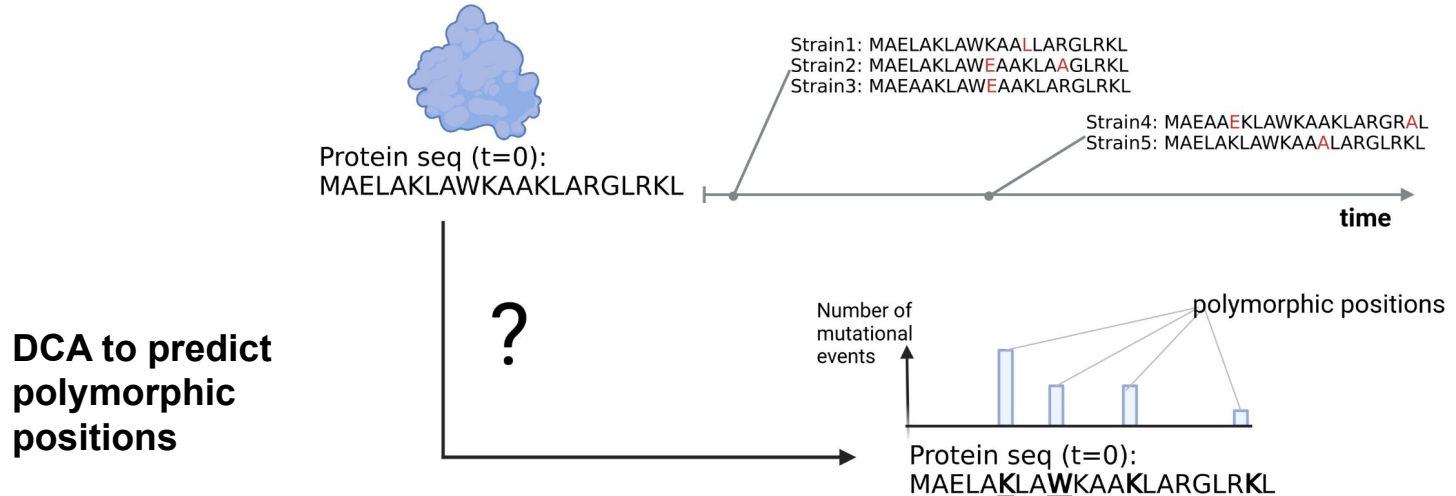 Strain1: MAELAKLAWKAALLARGLRKL
Strain2: MAELAKLAWEAAKLAAGLRKL
Strain3: MAEAAKLAWEAAKLARGLRKL
Strain4: MAEAAEKLAWKAAKLARGRAL
Strain5: MAELAKLAWKAAALARGLRKL
Protein seq (t=0):
MAELAKLAWKAAKLARGLRKL
time
?
DCA to predict
polymorphic
positions
Number of
mutational
events
polymorphic positions
Protein seq (t=0):
MAELAKLAWKAAKLARGLRKL